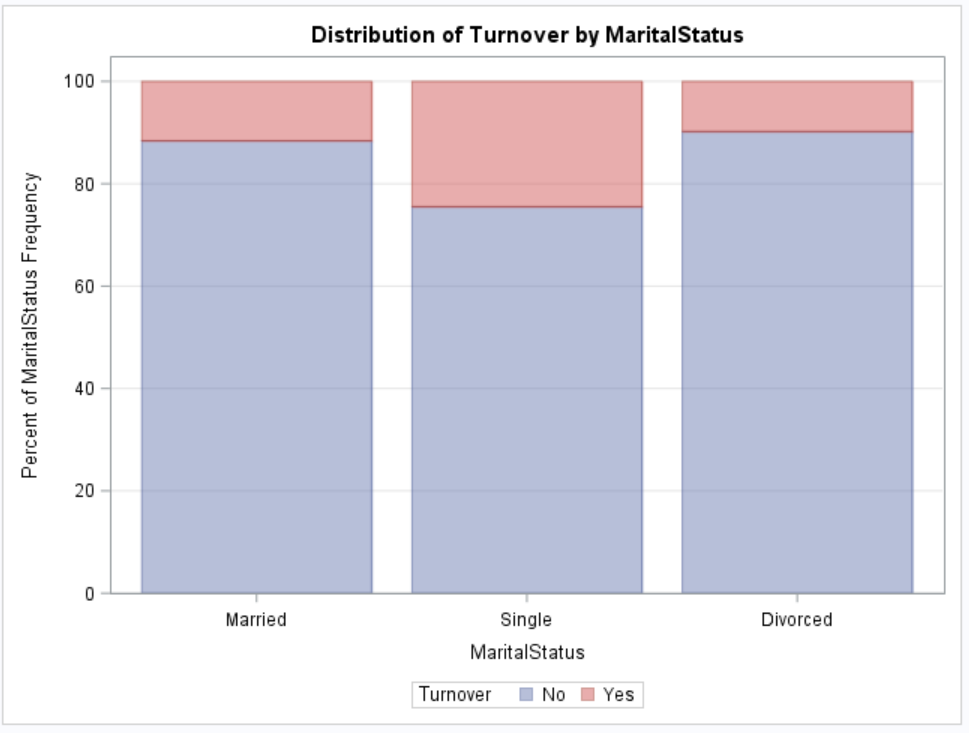 Distribution of Turnover by MaritalStatus
Percent of MaritalStatus Frequency
100
80
60
40
20
0
Married Single Divorced
MaritalStatus
Turnover No Yes